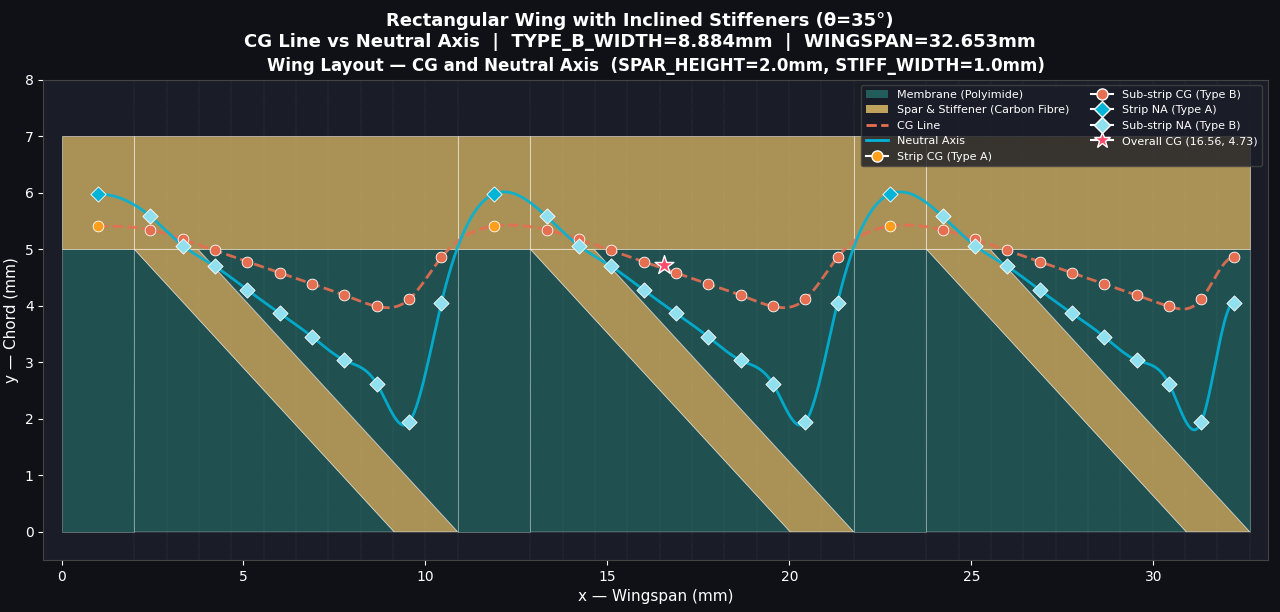 Rectangular Wing with Inclined Stiffeners (θ=35°)
CG Line vs Neutral Axis | TYPE_B_WIDTH=8.884mm | WINGSPAN=32.653mm
Wing Layout — CG and Neutral Axis (SPAR_HEIGHT=2.0mm, STIFF_WIDTH=1.0mm)
Membrane (Polyimide)
Spar & Stiffener (Carbon Fibre)
CG Line
Neutral Axis
Strip CG (Type A)
Sub-strip CG (Type B)
Strip NA (Type A)
Sub-strip NA (Type B)
Overall CG (16.56, 4.73)
y — Chord (mm)
8
7
6
5
4
3
2
1
0
0 5 10 15 20 25 30
x — Wingspan (mm)